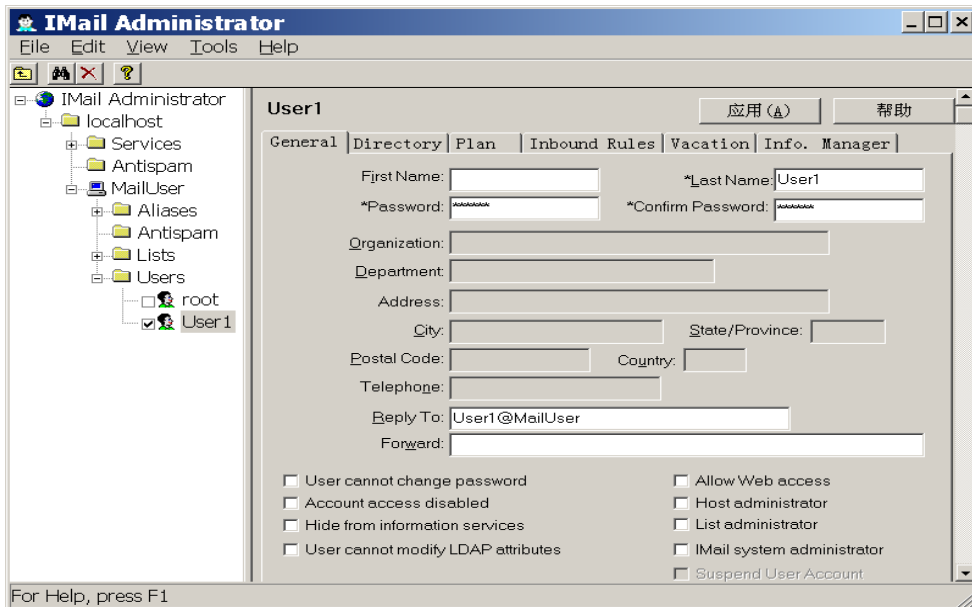 IMail Administrator
File Edit View Tools Help
IMail Administrator
localhost
Services
Antispam
MailUser
Aliases
Antispam
Lists
Users
root
User1
User1 应用(A) 帮助
General Directory Plan Inbound Rules Vacation Info. Manager
First Name: *Last Name: User1
*Password: ****** *Confirm Password: ******
Organization:
Department:
Address:
City: State/Province:
Postal Code: Country:
Telephone:
Reply To: User1@MailUser
Forward:
User cannot change password Allow Web access
Account access disabled Host administrator
Hide from information services List administrator
User cannot modify LDAP attributes IMail system administrator
Suspend User Account
For Help, press F1